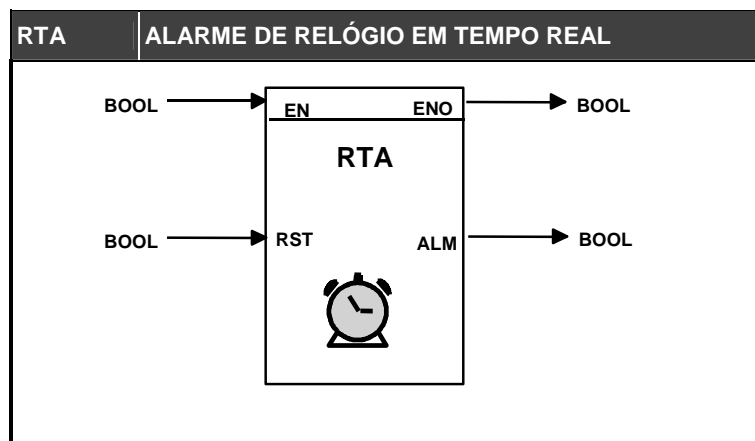 RTA ALARME DE RELÓGIO EM TEMPO REAL
BOOL EN ENO BOOL
RTA
BOOL RST ALM BOOL